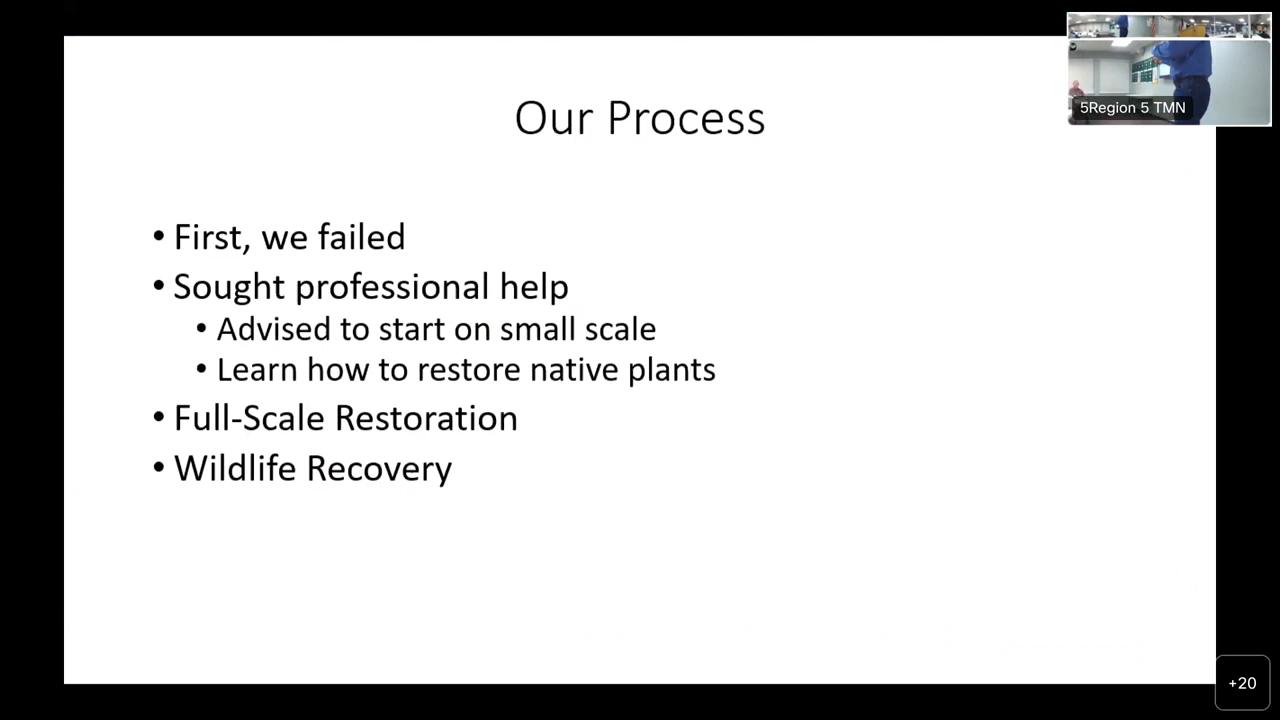 Our Process
• First, we failed
• Sought professional help
• Advised to start on small scale
• Learn how to restore native plants
• Full-Scale Restoration
• Wildlife Recovery
5Region 5 TMN
+20